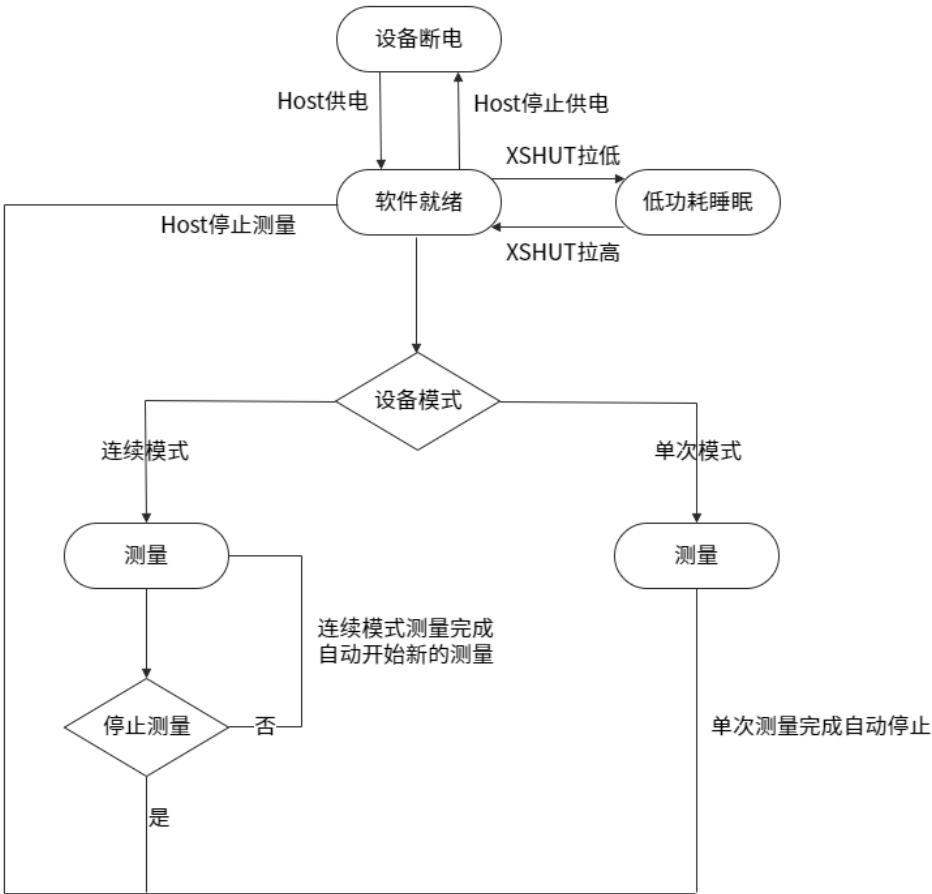 设备断电
Host供电
Host停止供电
XSHUT拉低
软件就绪
低功耗睡眠
Host停止测量
XSHUT拉高
设备模式
连续模式
单次模式
测量
测量
连续模式测量完成
自动开始新的测量
停止测量
否
单次测量完成自动停止
是